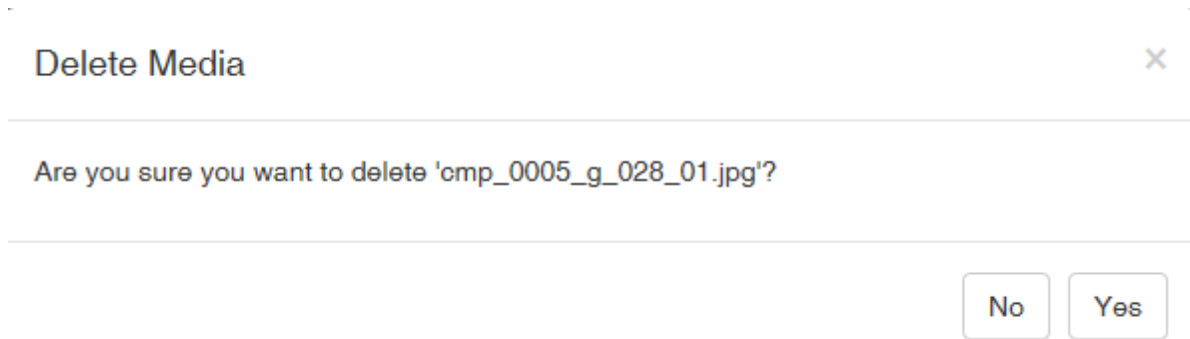 Delete Media ×
Are you sure you want to delete 'cmp_0005_g_028_01.jpg'?
No Yes